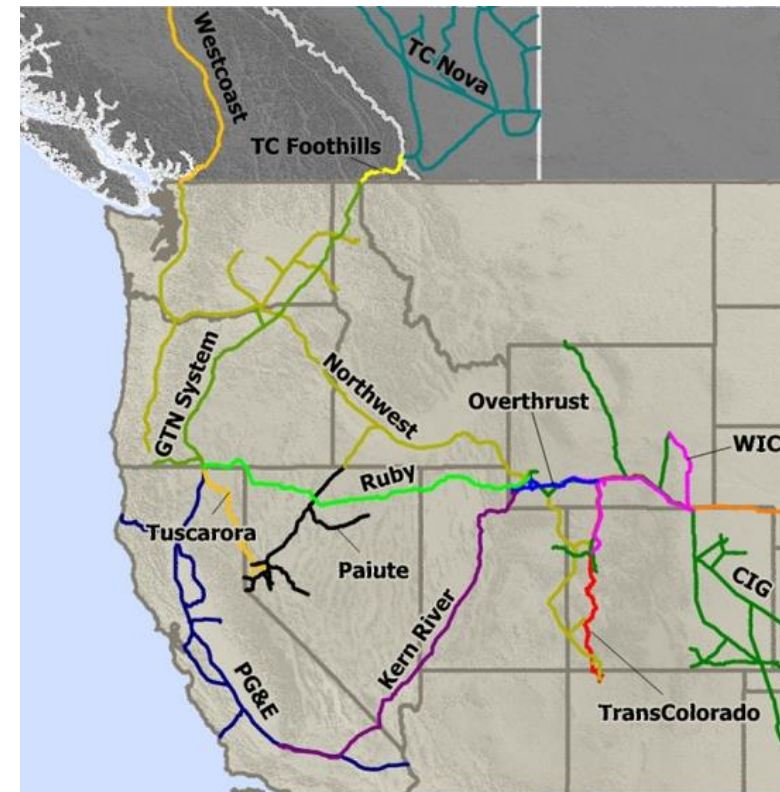 Westcoast
TC Nova
TC Foothills
GTN System
Northwest
Overthrust
WIC
Ruby
Tuscarora
Paiute
CIG
Kern River
PG&E
TransColorado